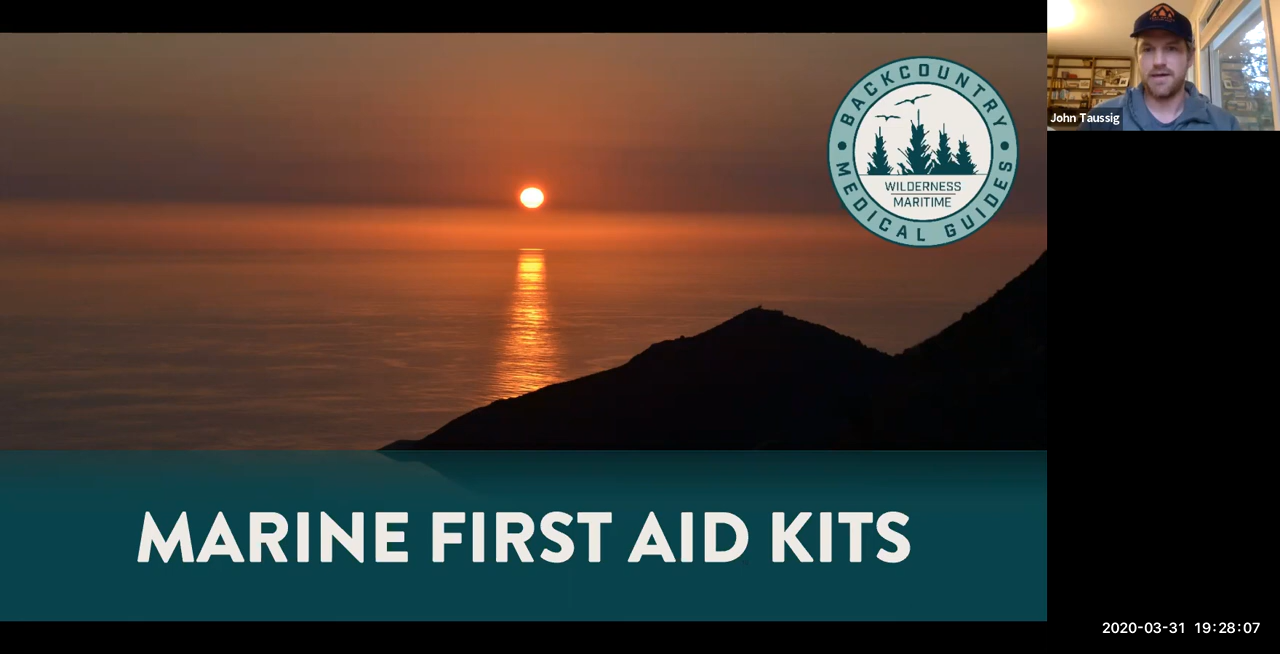 BACKCOUNTRY
WILDERNESS
MARITIME
MEDICAL GUIDES
John Taussig
MARINE FIRST AID KITS
2020-03-31 19:28:07